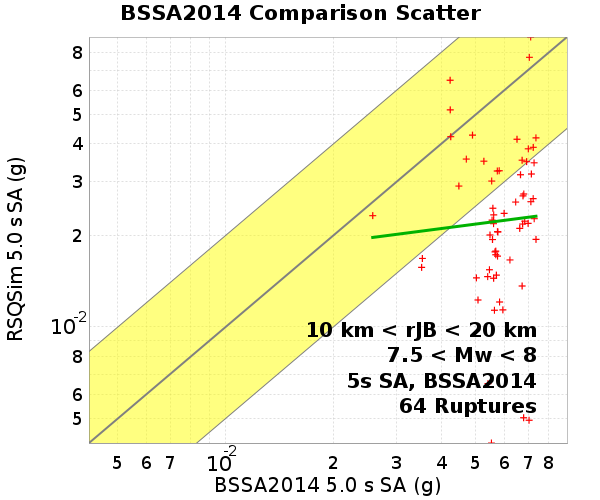 BSSA2014 Comparison Scatter
RSQSim 5.0 s SA (g)
8
6
5
4
3
2
10-2
8
6
5
10 km < rJB < 20 km
7.5 < Mw < 8
5s SA, BSSA2014
64 Ruptures
5 6 7 10-2 2 3 4 5 6 7 8
BSSA2014 5.0 s SA (g)